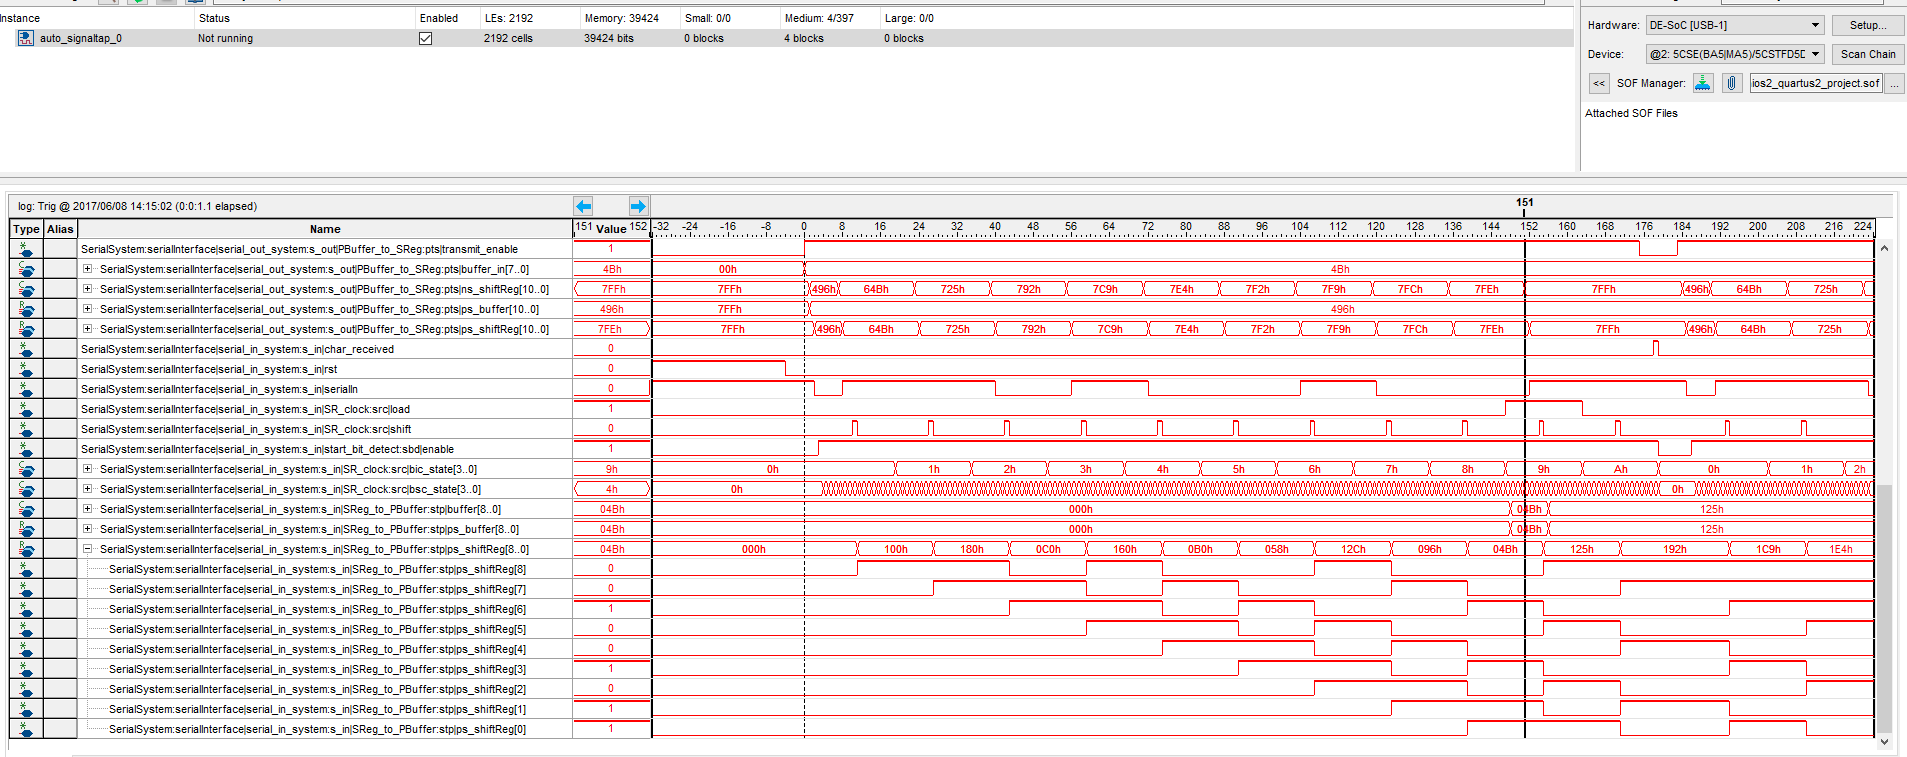 Instance Status Enabled LEs: 2192 Memory: 39424 Small: 0/0 Medium: 4/397 Large: 0/0
auto_signaltap_0 Not running 2192 cells 39424 bits 0 blocks 4 blocks 0 blocks
Hardware: DE-SoC [USB-1] Setup...
Device: @2: 5CSE(BA5|MA5)/5CSTFD5D Scan Chain
<< SOF Manager: ios2_quartus2_project.sof ...
Attached SOF Files
log: Trig @ 2017/06/08 14:15:02 (0:0:1.1 elapsed) 151
Type Alias Name 151 Value 152 -32 -24 -16 -8 0 8 16 24 32 40 48 56 64 72 80 88 96 104 112 120 128 136 144 152 160 168 176 184 192 200 208 216 224
SerialSystem:serialInterface|serial_out_system:s_out|PBuffer_to_SReg:pts|transmit_enable 1
SerialSystem:serialInterface|serial_out_system:s_out|PBuffer_to_SReg:pts|buffer_in[7..0] 4Bh 00h 4Bh
SerialSystem:serialInterface|serial_out_system:s_out|PBuffer_to_SReg:pts|ns_shiftReg[10..0] 7FFh 7FFh 496h 64Bh 725h 792h 7C9h 7E4h 7F2h 7F9h 7FCh 7FEh 7FFh 496h 64Bh 725h
SerialSystem:serialInterface|serial_out_system:s_out|PBuffer_to_SReg:pts|ps_buffer[10..0] 496h 7FFh 496h
SerialSystem:serialInterface|serial_out_system:s_out|PBuffer_to_SReg:pts|ps_shiftReg[10..0] 7FEh 7FFh 496h 64Bh 725h 792h 7C9h 7E4h 7F2h 7F9h 7FCh 7FEh 7FFh 496h 64Bh 725h
SerialSystem:serialInterface|serial_in_system:s_in|char_received 0
SerialSystem:serialInterface|serial_in_system:s_in|rst 0
SerialSystem:serialInterface|serial_in_system:s_in|serialIn 0
SerialSystem:serialInterface|serial_in_system:s_in|SR_clock:src|load 1
SerialSystem:serialInterface|serial_in_system:s_in|SR_clock:src|shift 0
SerialSystem:serialInterface|serial_in_system:s_in|start_bit_detect:sbd|enable 1
SerialSystem:serialInterface|serial_in_system:s_in|SR_clock:src|bic_state[3..0] 9h 0h 1h 2h 3h 4h 5h 6h 7h 8h 9h Ah 0h 1h 2h
SerialSystem:serialInterface|serial_in_system:s_in|SR_clock:src|bsc_state[3..0] 4h 0h 0h
SerialSystem:serialInterface|serial_in_system:s_in|SReg_to_PBuffer:stp|buffer[8..0] 04Bh 000h 04Bh 125h
SerialSystem:serialInterface|serial_in_system:s_in|SReg_to_PBuffer:stp|ps_buffer[8..0] 04Bh 000h 04Bh 125h
SerialSystem:serialInterface|serial_in_system:s_in|SReg_to_PBuffer:stp|ps_shiftReg[8..0] 04Bh 000h 100h 180h 0C0h 160h 0B0h 058h 12Ch 096h 04Bh 125h 192h 1C9h 1E4h
SerialSystem:serialInterface|serial_in_system:s_in|SReg_to_PBuffer:stp|ps_shiftReg[8] 0
SerialSystem:serialInterface|serial_in_system:s_in|SReg_to_PBuffer:stp|ps_shiftReg[7] 0
SerialSystem:serialInterface|serial_in_system:s_in|SReg_to_PBuffer:stp|ps_shiftReg[6] 1
SerialSystem:serialInterface|serial_in_system:s_in|SReg_to_PBuffer:stp|ps_shiftReg[5] 0
SerialSystem:serialInterface|serial_in_system:s_in|SReg_to_PBuffer:stp|ps_shiftReg[4] 0
SerialSystem:serialInterface|serial_in_system:s_in|SReg_to_PBuffer:stp|ps_shiftReg[3] 1
SerialSystem:serialInterface|serial_in_system:s_in|SReg_to_PBuffer:stp|ps_shiftReg[2] 0
SerialSystem:serialInterface|serial_in_system:s_in|SReg_to_PBuffer:stp|ps_shiftReg[1] 1
SerialSystem:serialInterface|serial_in_system:s_in|SReg_to_PBuffer:stp|ps_shiftReg[0] 1